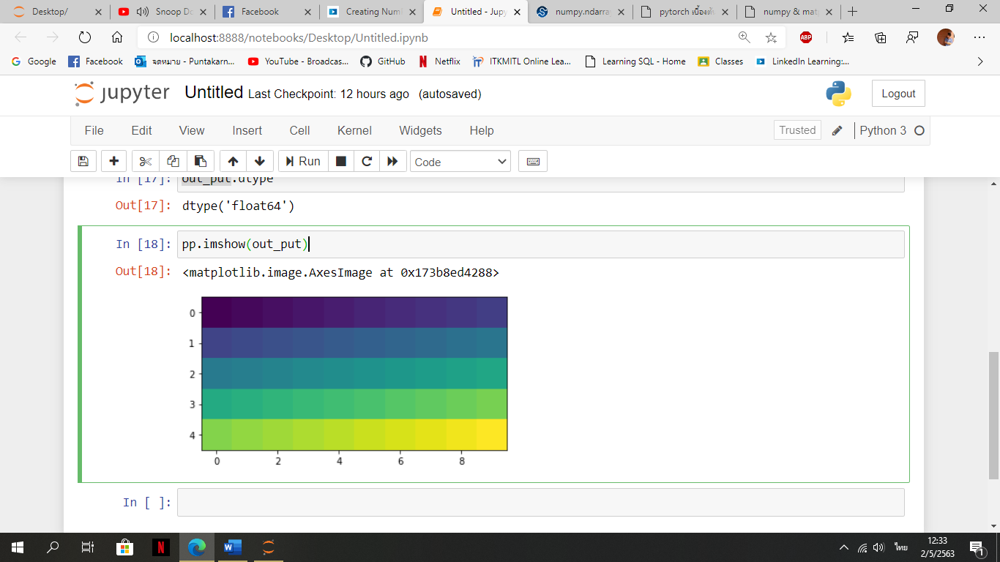 Desktop/
Snoop Do
Facebook
Creating Numl
Untitled - Jupy
numpy.ndarray
pytorch เบื้องต้น
numpy & mat
localhost:8888/notebooks/Desktop/Untitled.ipynb
ABP
Google
Facebook
จดหมาย - Puntakarn...
YouTube - Broadcas...
GitHub
Netflix
ITKMITL Online Lea...
Learning SQL - Home
Classes
LinkedIn Learning:...
jupyter Untitled Last Checkpoint: 12 hours ago (autosaved)
Logout
File Edit View Insert Cell Kernel Widgets Help
Trusted
Python 3
Run
Code
In [17]: out_put.dtype
Out[17]: dtype('float64')
In [18]: pp.imshow(out_put)
Out[18]: <matplotlib.image.AxesImage at 0x173b8ed4288>
0
1
2
3
4
0 2 4 6 8
In [ ]:
ไทย
12:33
2/5/2563
1